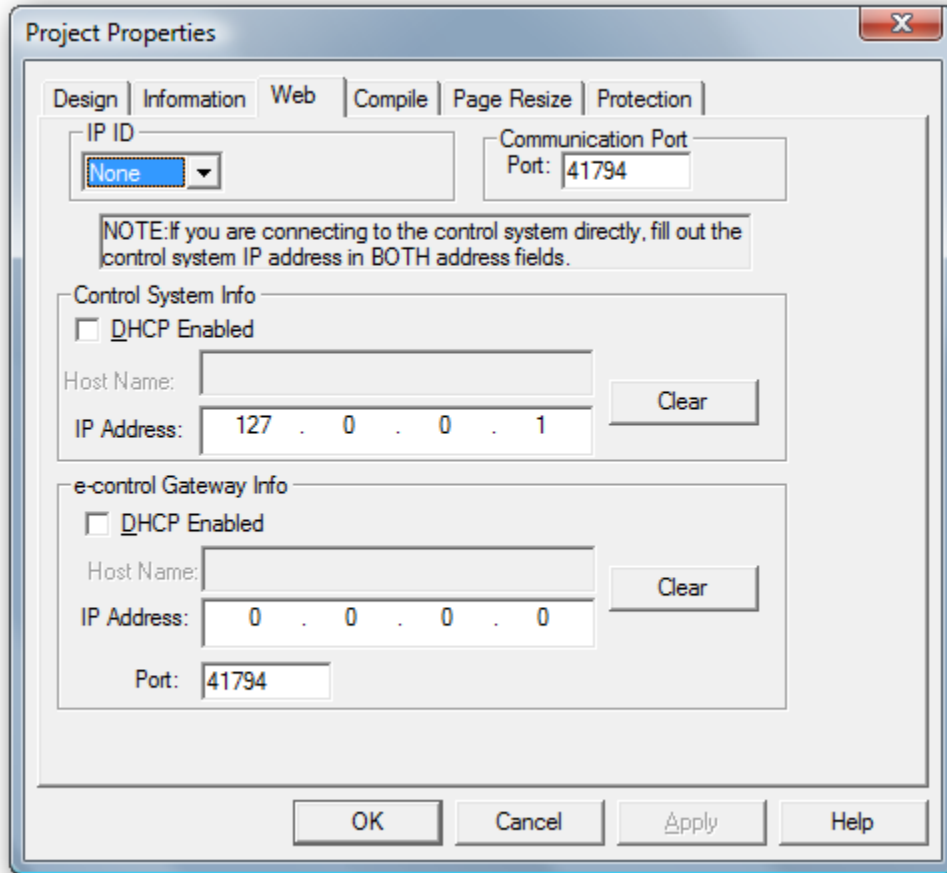 Project Properties
Design Information Web Compile Page Resize Protection
IP ID
None
Communication Port
Port: 41794
NOTE:If you are connecting to the control system directly, fill out the
control system IP address in BOTH address fields.
Control System Info
DHCP Enabled
Host Name:
IP Address: 127 . 0 . 0 . 1
Clear
e-control Gateway Info
DHCP Enabled
Host Name:
IP Address: 0 . 0 . 0 . 0
Clear
Port: 41794
OK Cancel Apply Help